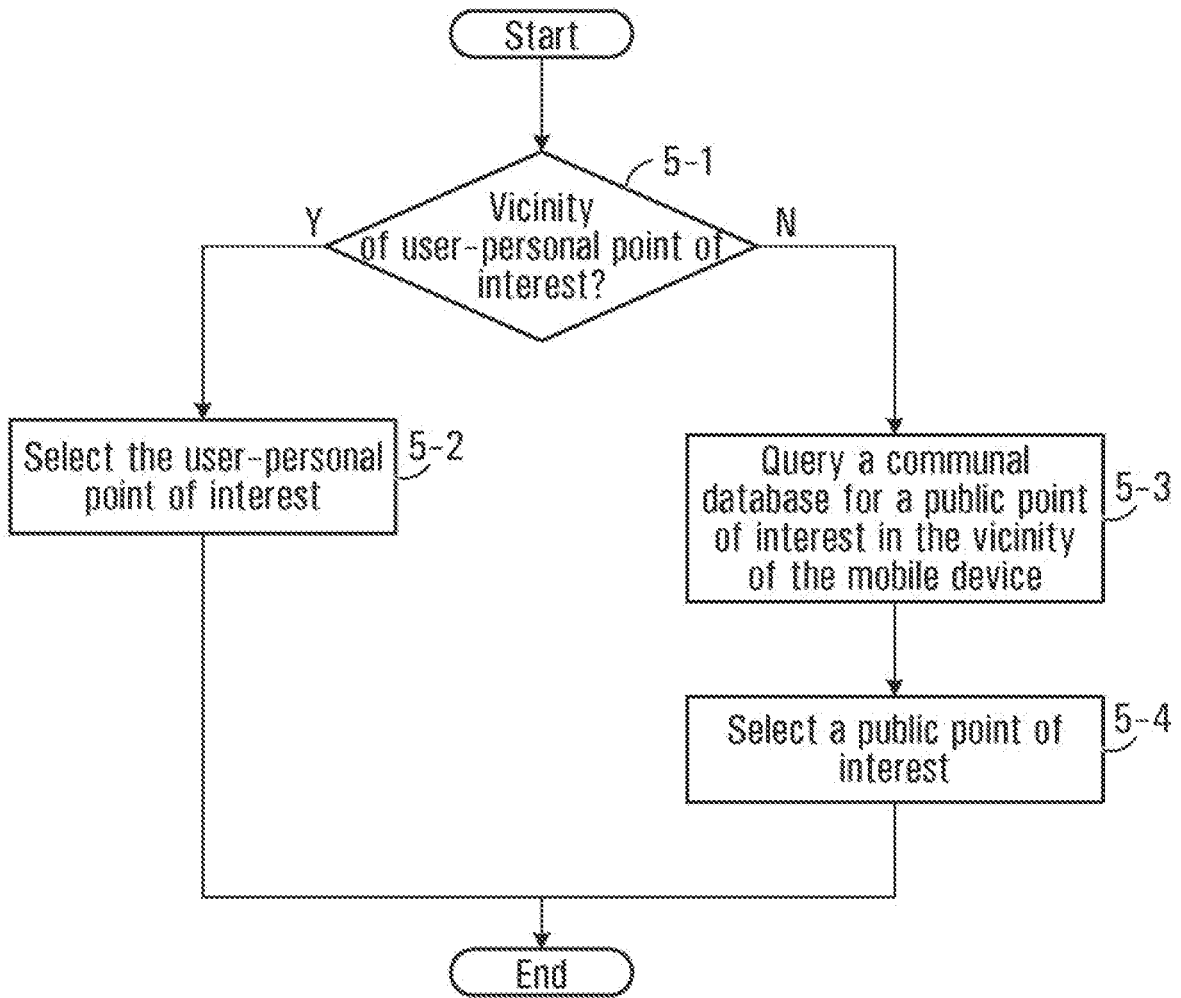 Start
5-1
Vicinity
of user-personal point of
interest?
Y
N
Select the user-personal
point of interest
5-2
Query a communal
database for a public point
of interest in the vicinity
of the mobile device
5-3
Select a public point of
interest
5-4
End